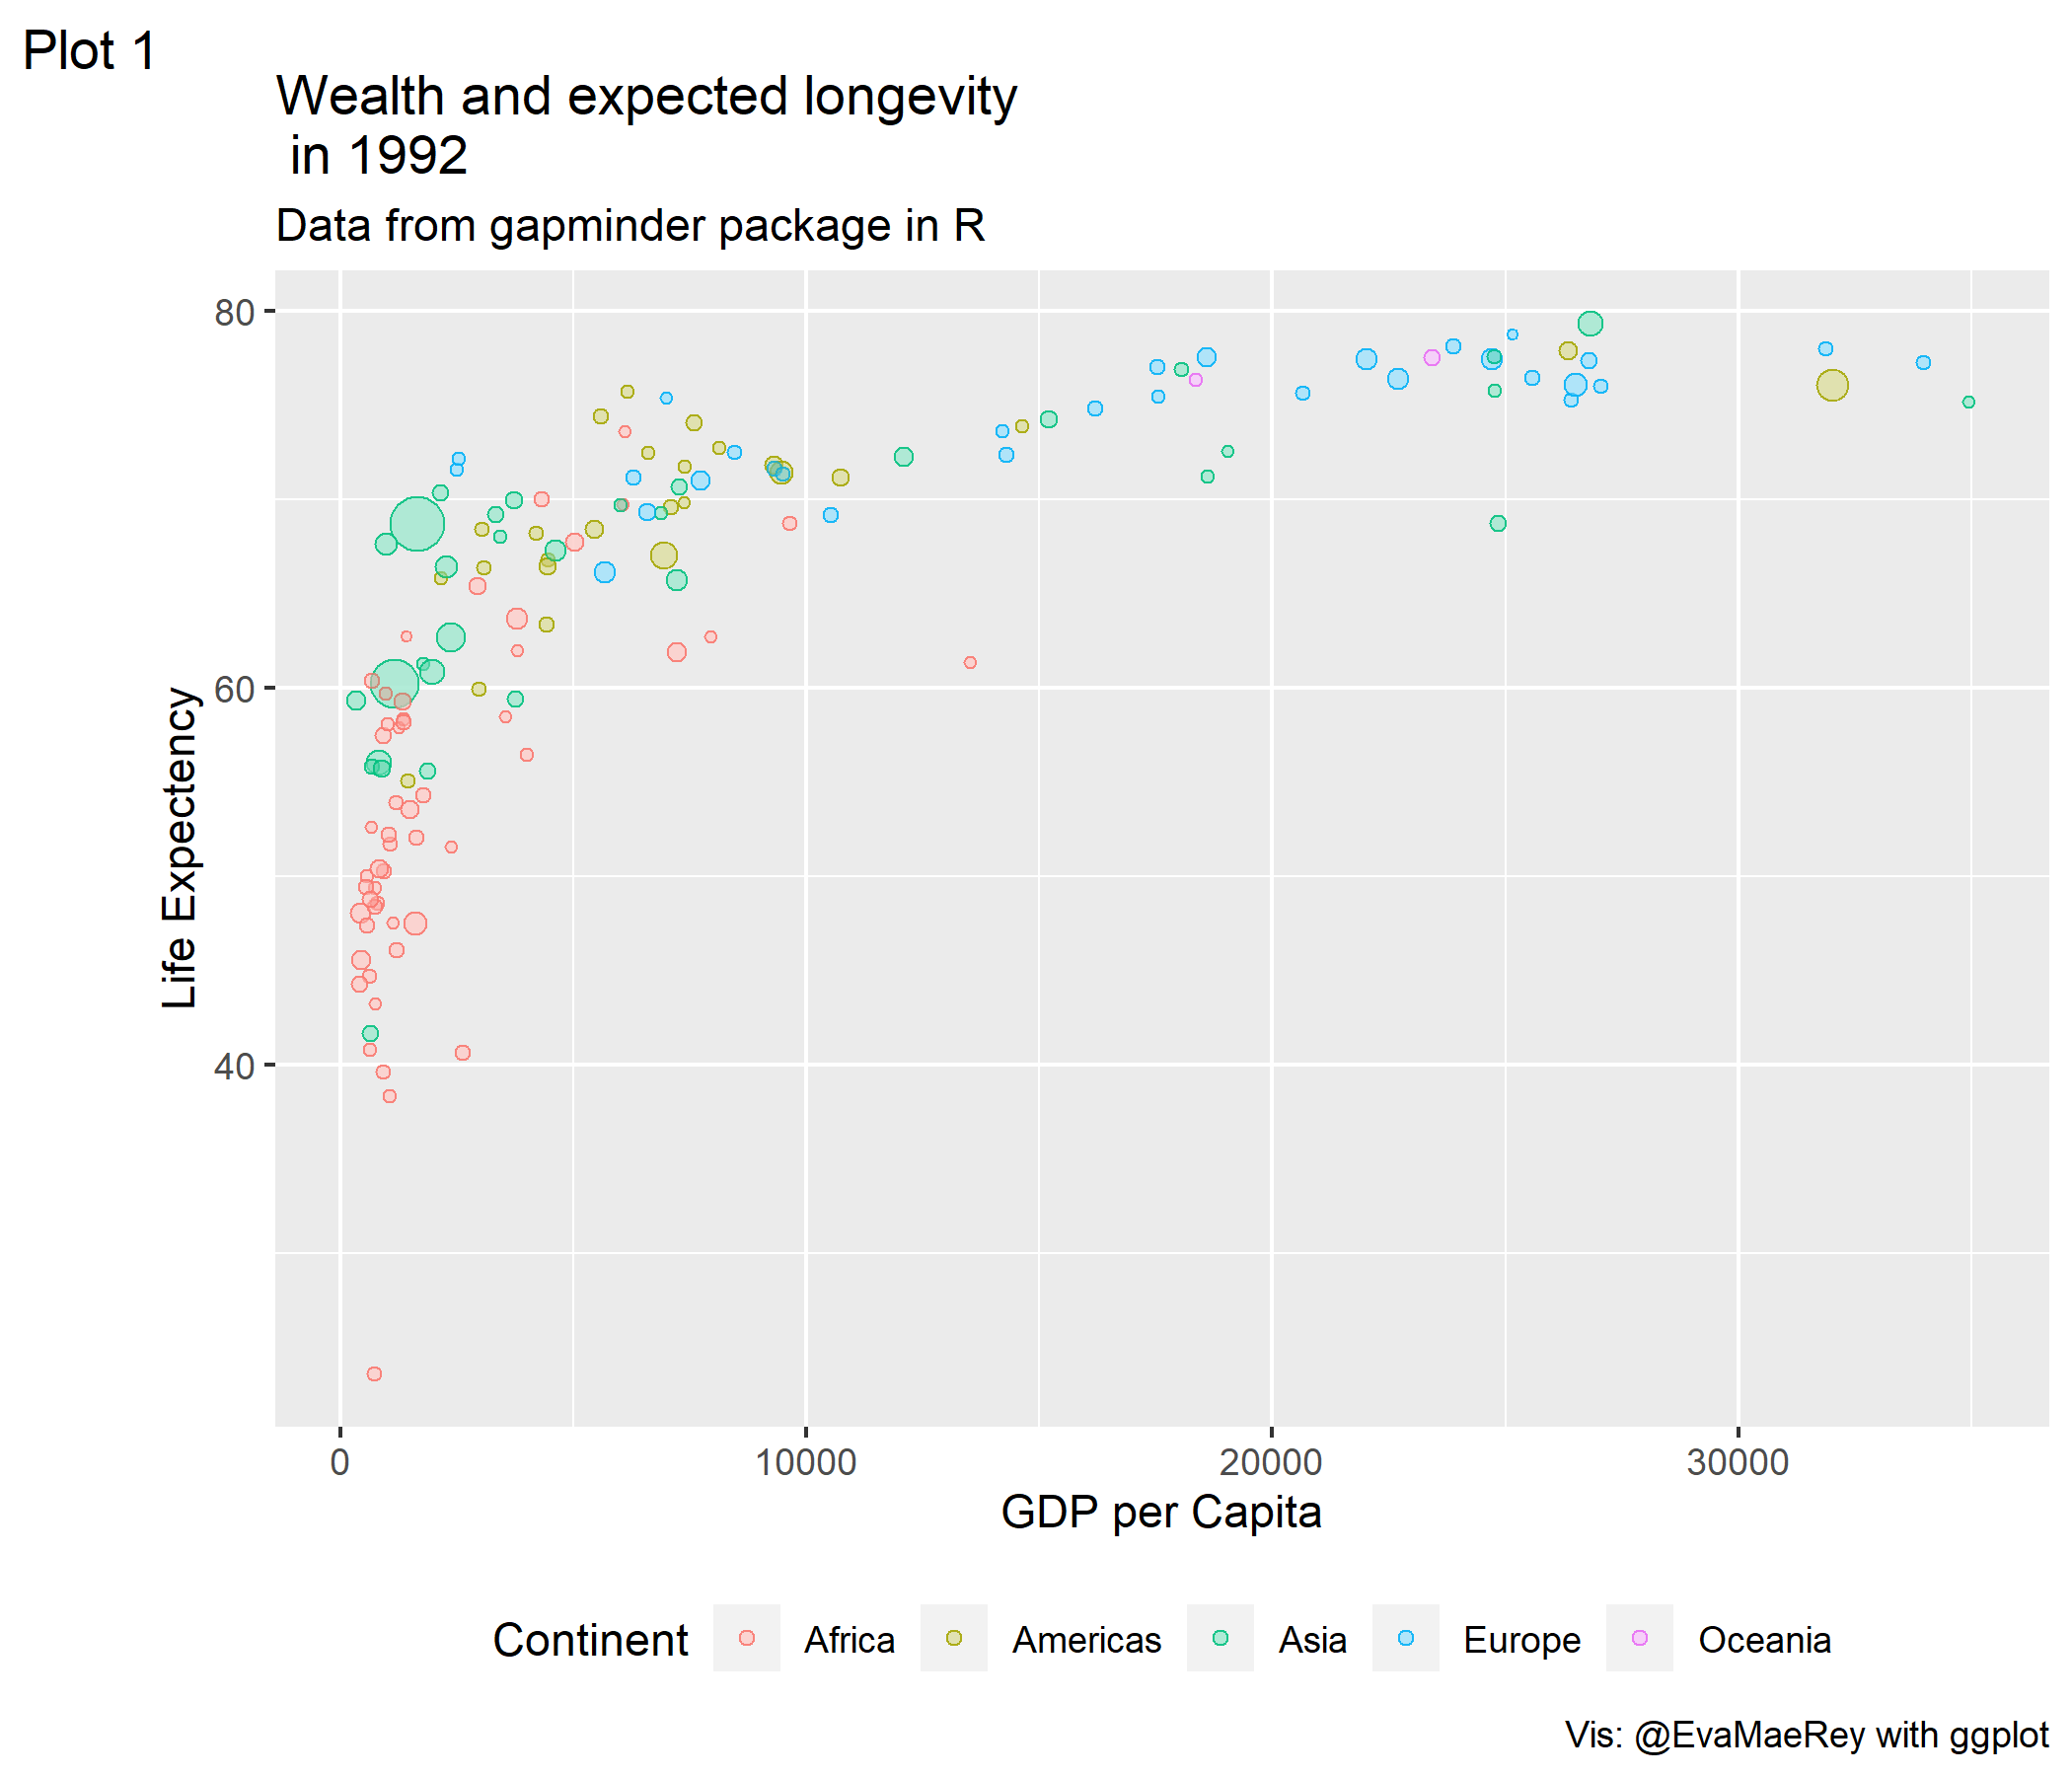 Plot 1
Wealth and expected longevity
in 1992
Data from gapminder package in R
80
60
40
Life Expectency
0 10000 20000 30000
GDP per Capita
Continent Africa Americas Asia Europe Oceania
Vis: @EvaMaeRey with ggplot